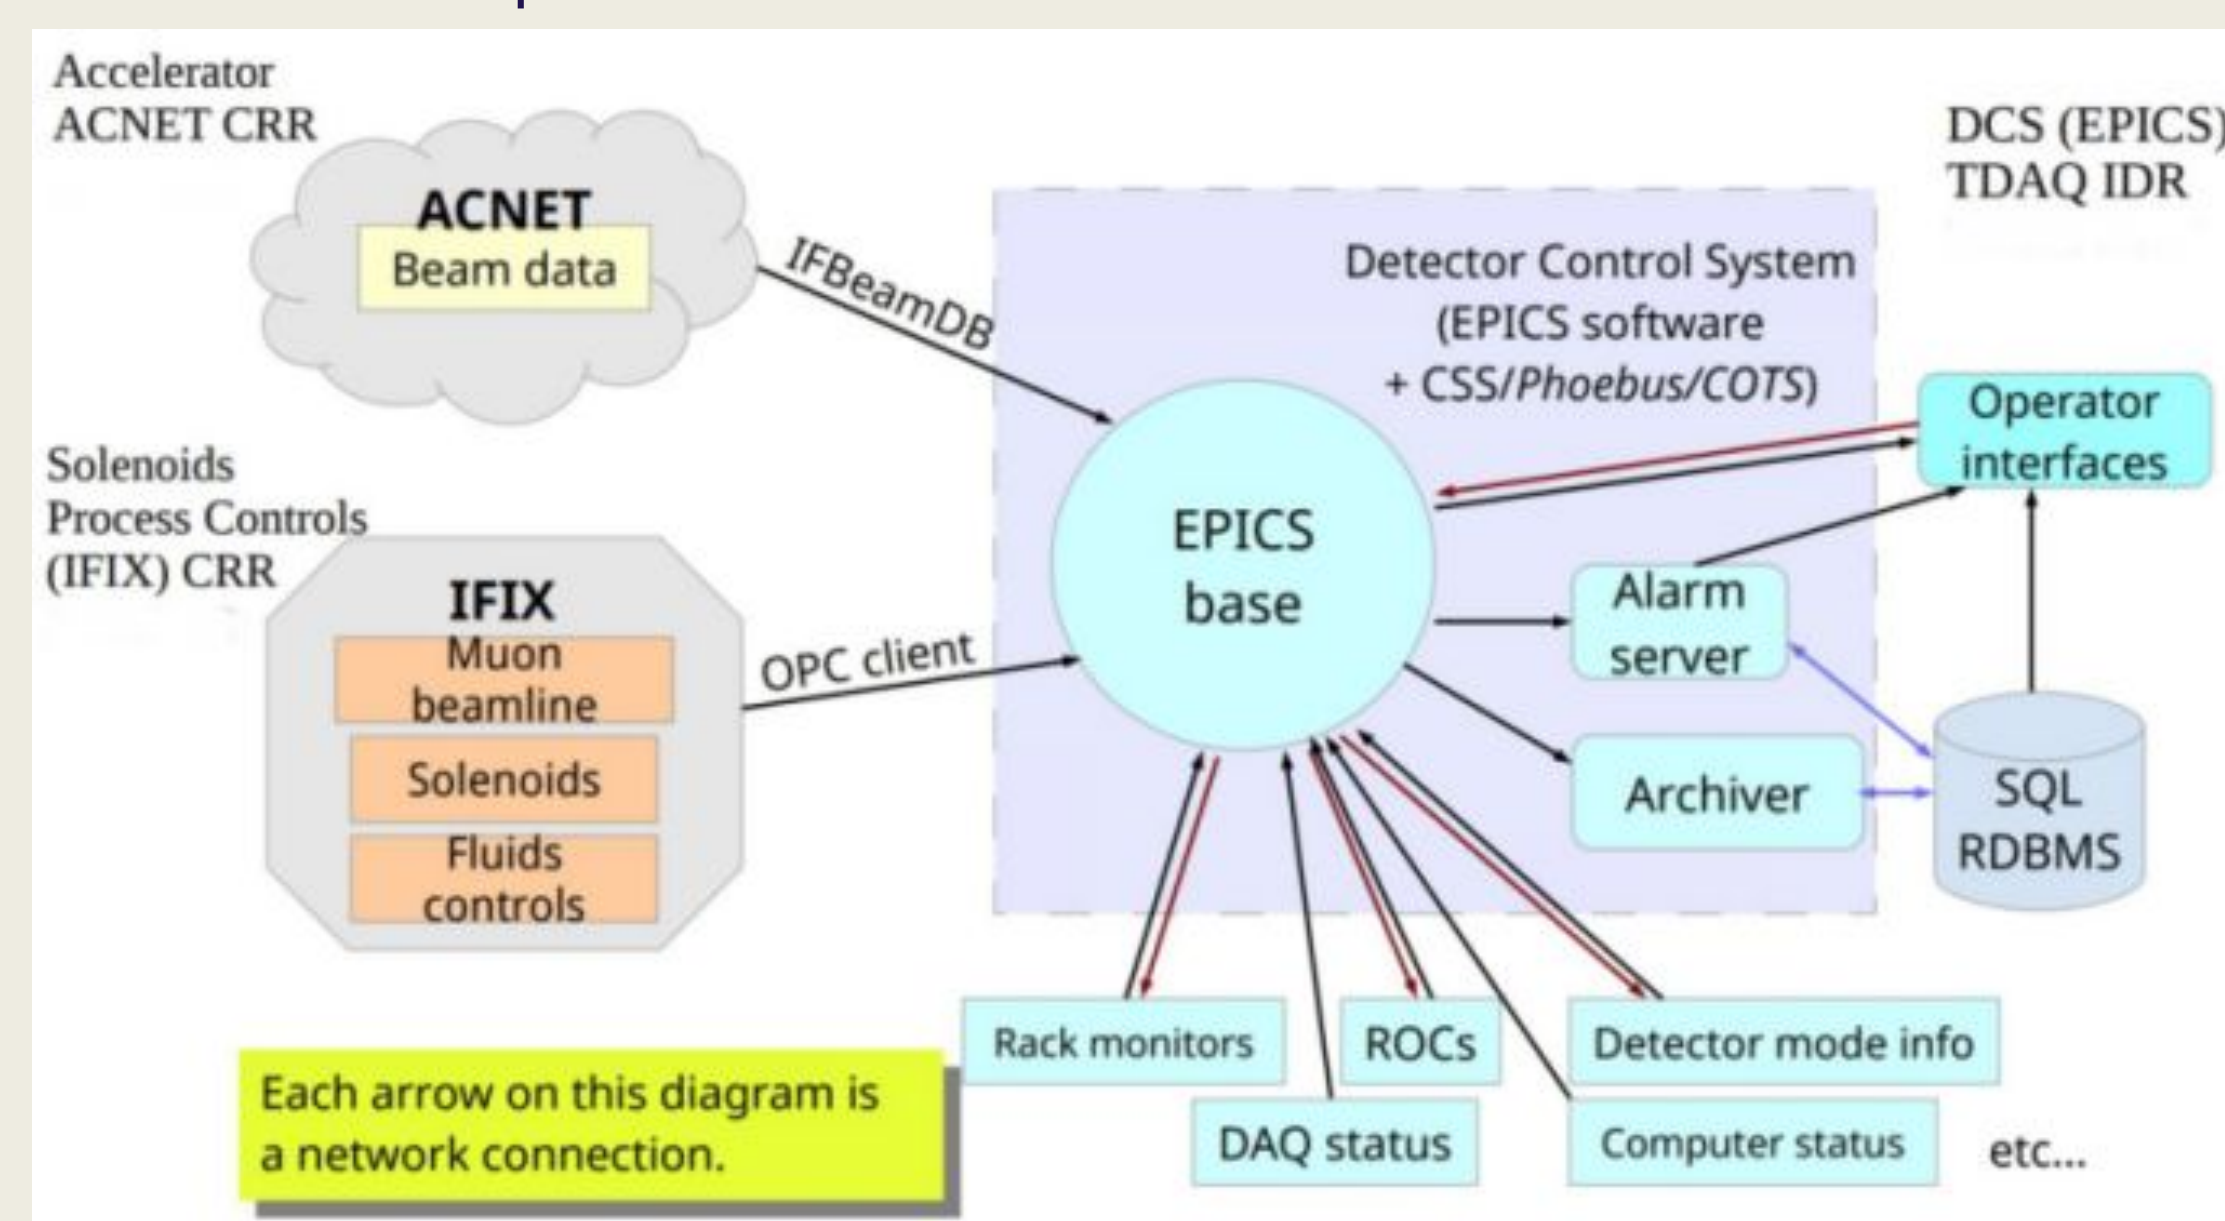 Accelerator
ACNET CRR
ACNET
Beam data
IFBeamDB
DCS (EPICS)
TDAQ IDR
Detector Control System
(EPICS software
+ CSS/Phoebus/COTS)
Operator
interfaces
Solenoids
Process Controls
(IFIX) CRR
IFIX
Muon
beamline
Solenoids
Fluids
controls
OPC client
EPICS
base
Alarm
server
Archiver
SQL
RDBMS
Rack monitors
ROCs
Detector mode info
DAQ status
Computer status
etc...
Each arrow on this diagram is
a network connection.